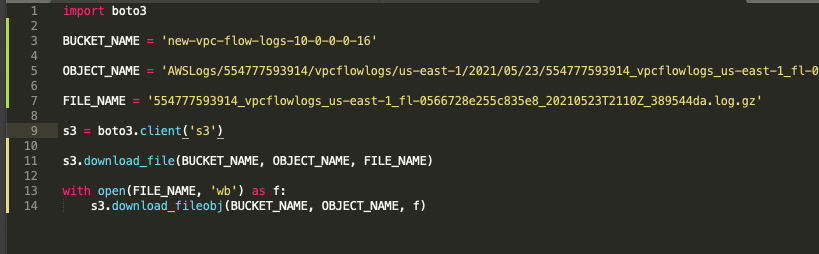 1 import boto3
2
3 BUCKET_NAME = 'new-vpc-flow-logs-10-0-0-0-16'
4
5 OBJECT_NAME = 'AWSLogs/554777593914/vpcflowlogs/us-east-1/2021/05/23/554777593914_vpcflowlogs_us-east-1_fl-0
6
7 FILE_NAME = '554777593914_vpcflowlogs_us-east-1_fl-0566728e255c835e8_20210523T2110Z_389544da.log.gz'
8
9 s3 = boto3.client('s3')
10
11 s3.download_file(BUCKET_NAME, OBJECT_NAME, FILE_NAME)
12
13 with open(FILE_NAME, 'wb') as f:
14     s3.download_fileobj(BUCKET_NAME, OBJECT_NAME, f)